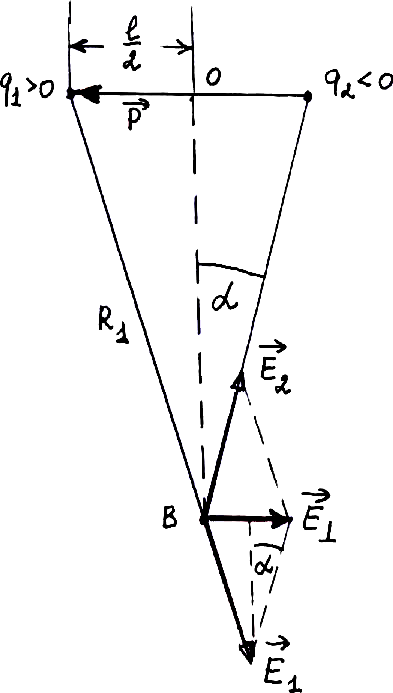 l/2
q₁>0
O
q₂<0
P⃗
α
R₁
E⃗₂
B
E⃗⊥
α
E⃗₁